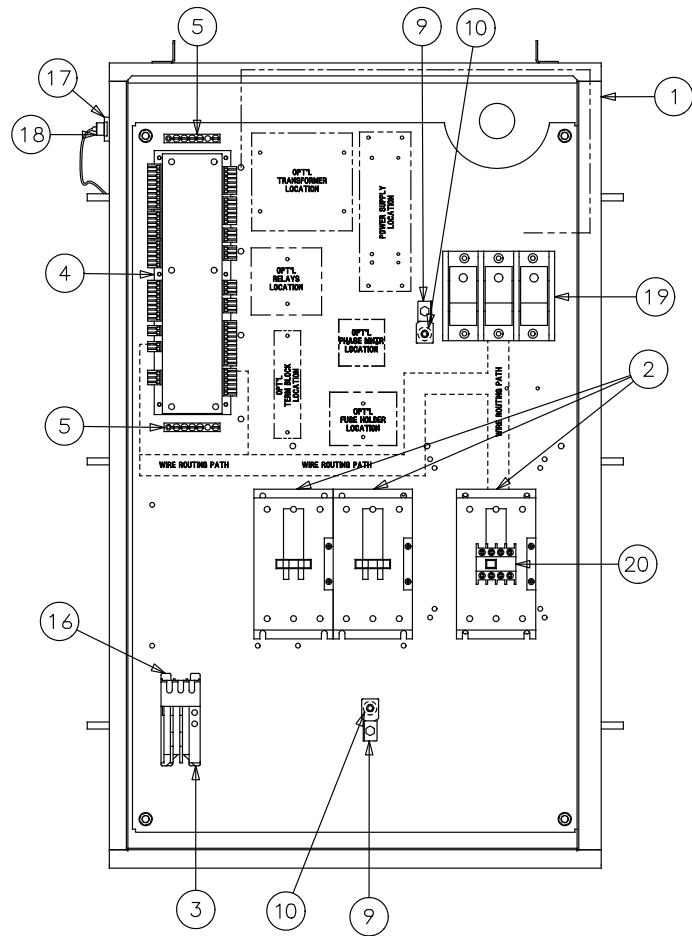 5
9
10
17
18
1
OPT'L
TRANSFORMER
LOCATION
POWER SUPPLY
LOCATION
4
OPT'L
RELAYS
LOCATION
9
10
19
OPT'L
PHASE MNTR
LOCATION
OPT'L
TERM BLOCK
LOCATION
2
OPT'L
FUSE HOLDER
LOCATION
WIRE ROUTING PATH
5
WIRE ROUTING PATH
WIRE ROUTING PATH
20
16
3
10
9